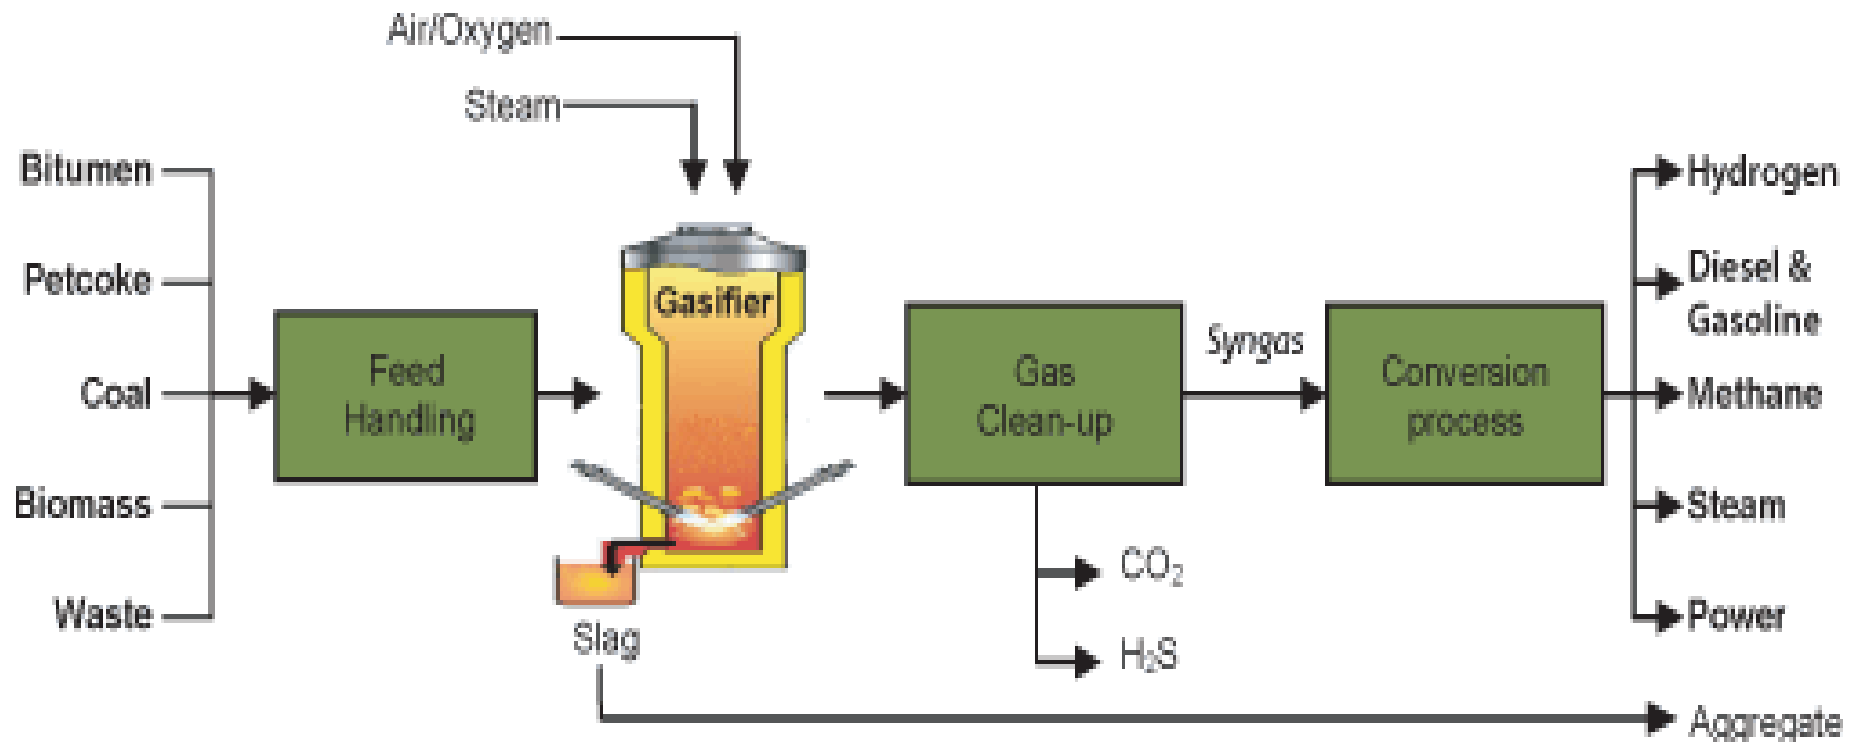 Air/Oxygen
Steam
Bitumen
Petcoke
Coal
Biomass
Waste
Feed
Handling
Gasifier
Slag
Gas
Clean-up
CO₂
H₂S
Syngas
Conversion
process
Hydrogen
Diesel &
Gasoline
Methane
Steam
Power
Aggregate